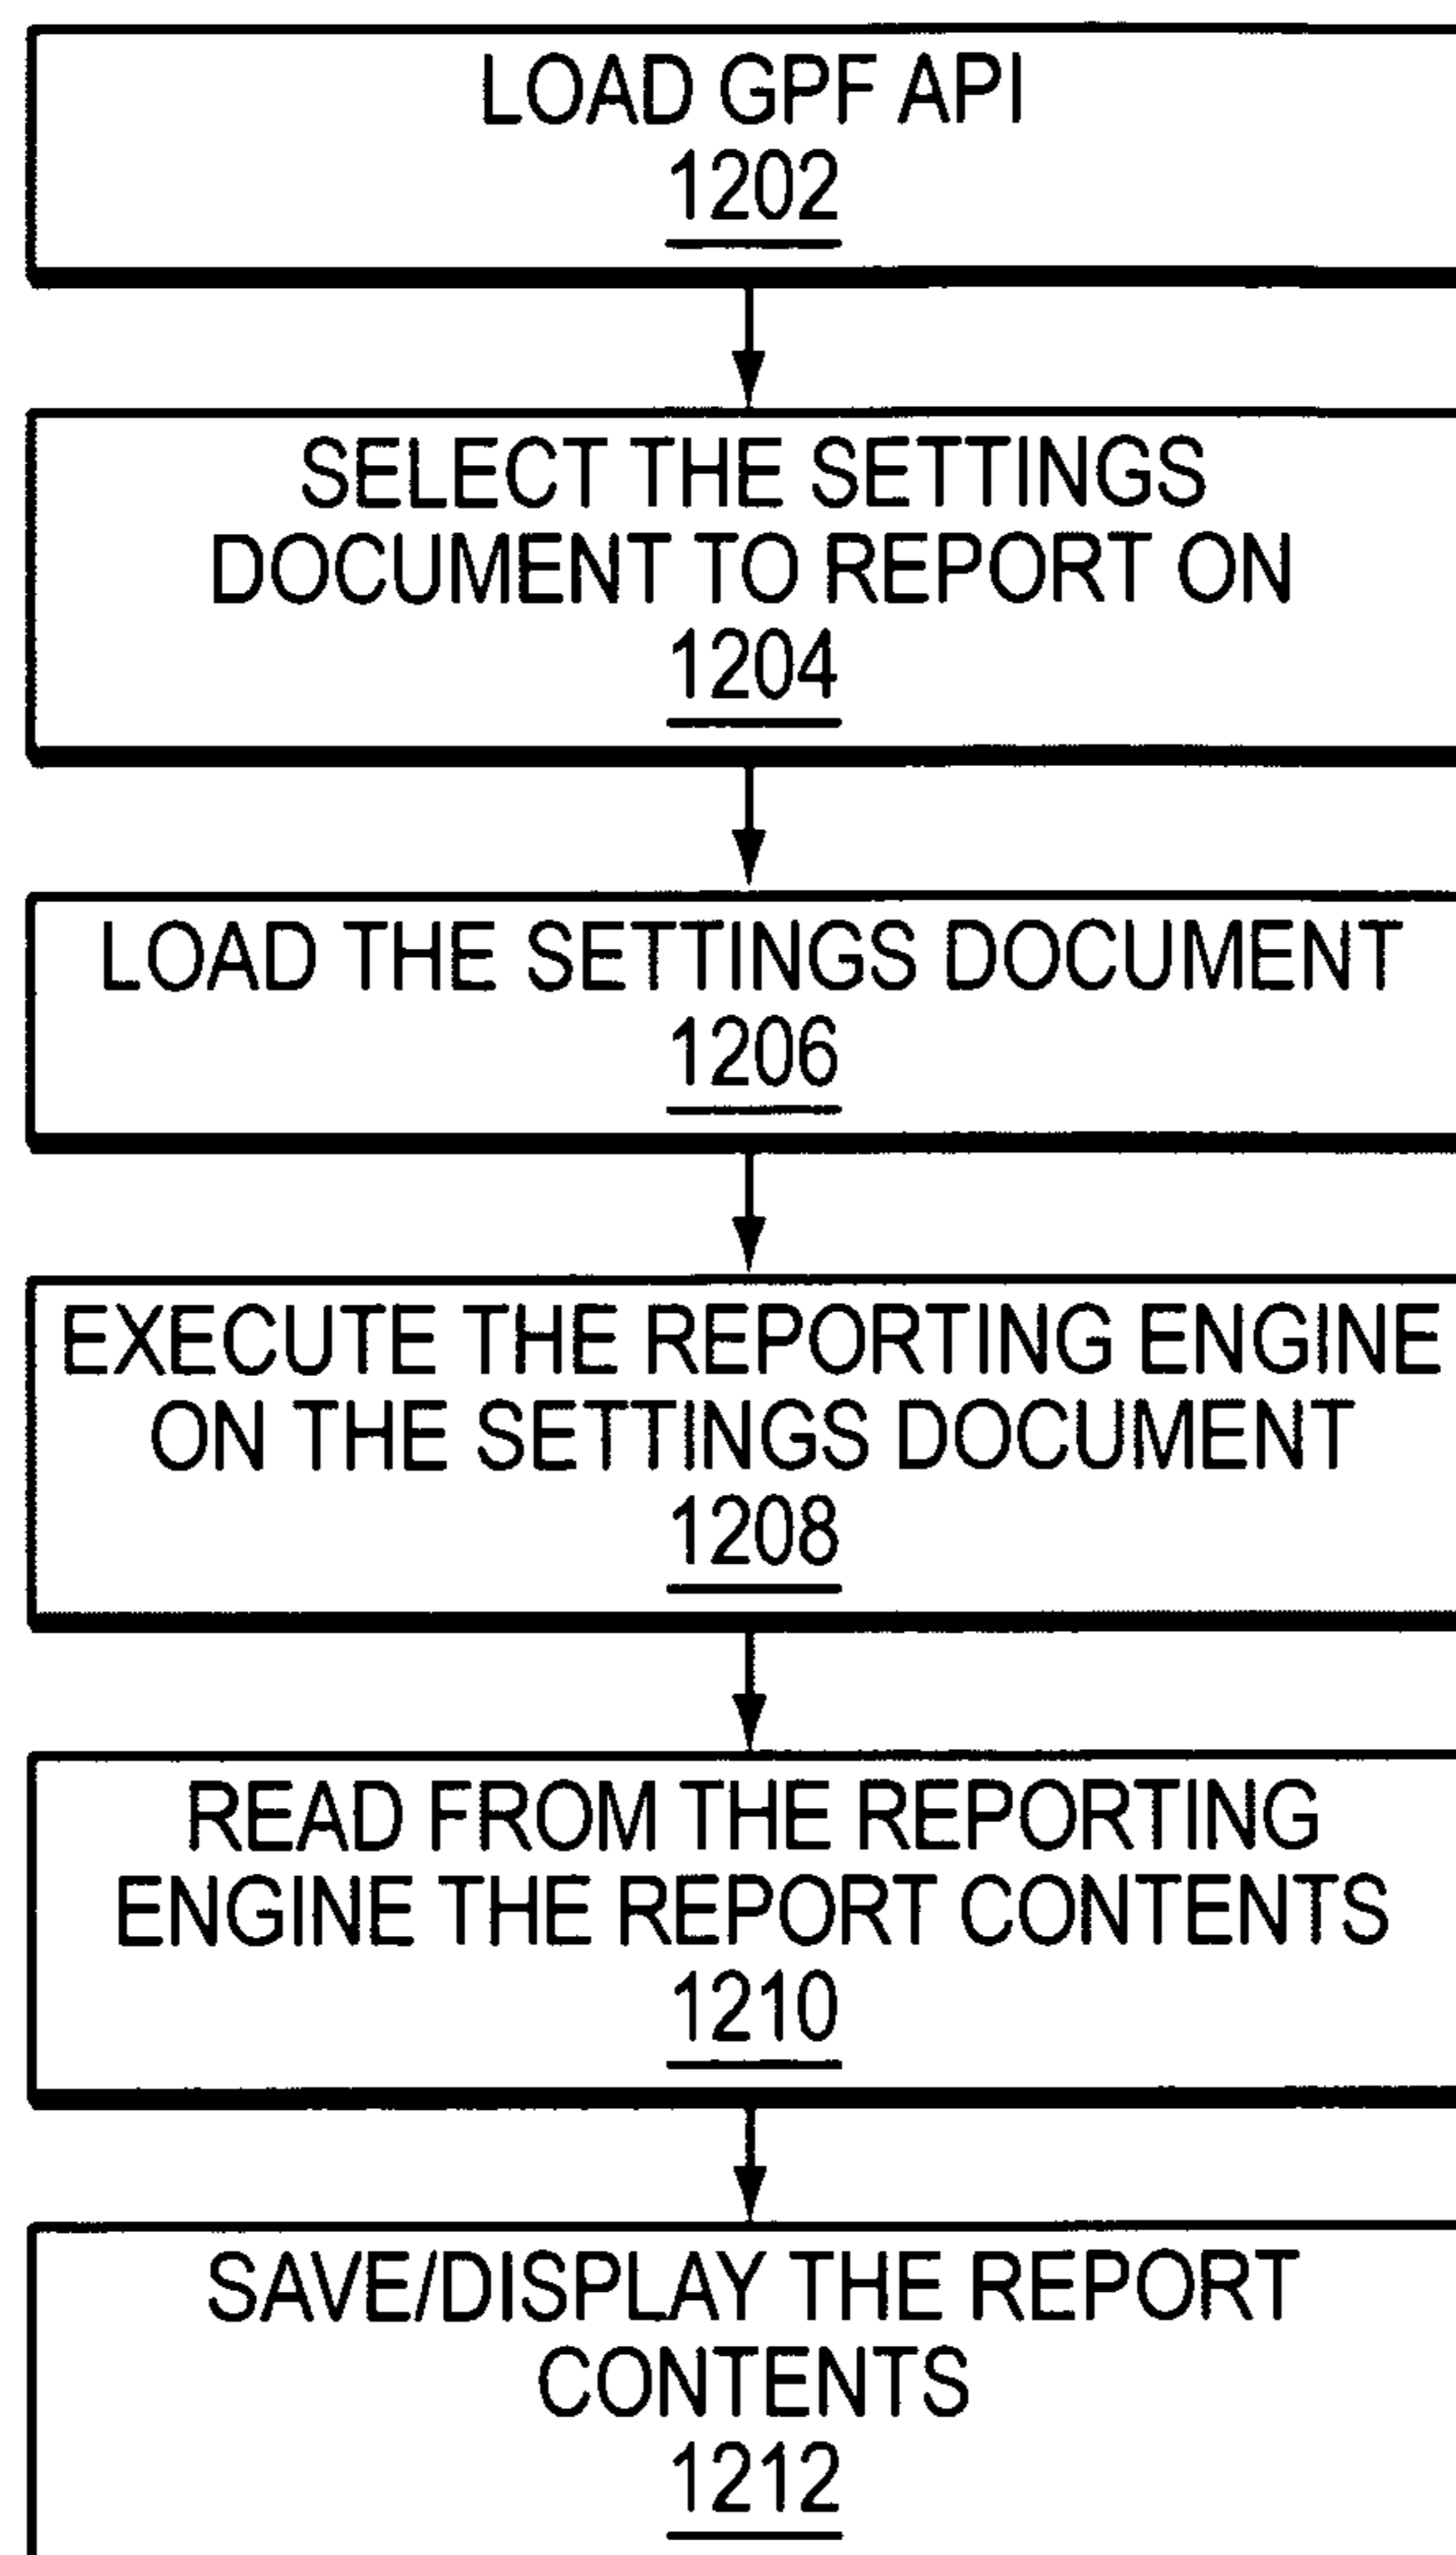 LOAD GPF API
1202
SELECT THE SETTINGS
DOCUMENT TO REPORT ON
1204
LOAD THE SETTINGS DOCUMENT
1206
EXECUTE THE REPORTING ENGINE
ON THE SETTINGS DOCUMENT
1208
READ FROM THE REPORTING
ENGINE THE REPORT CONTENTS
1210
SAVE/DISPLAY THE REPORT
CONTENTS
1212